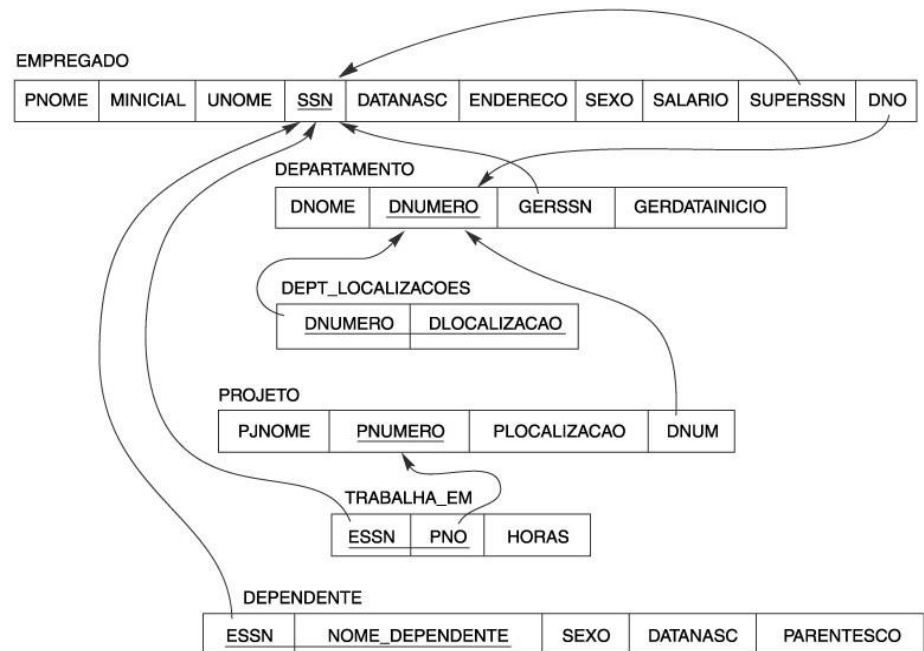 EMPREGADO
PNOME MINICIAL UNOME SSN DATANASC ENDERECO SEXO SALARIO SUPERSSN DNO
DEPARTAMENTO
DNOME DNUMERO GERSSN GERDATAINICIO
DEPT_LOCALIZACOES
DNUMERO DLOCALIZACAO
PROJETO
PJNOME PNUMERO PLOCALIZACAO DNUM
TRABALHA_EM
ESSN PNO HORAS
DEPENDENTE
ESSN NOME_DEPENDENTE SEXO DATANASC PARENTESCO